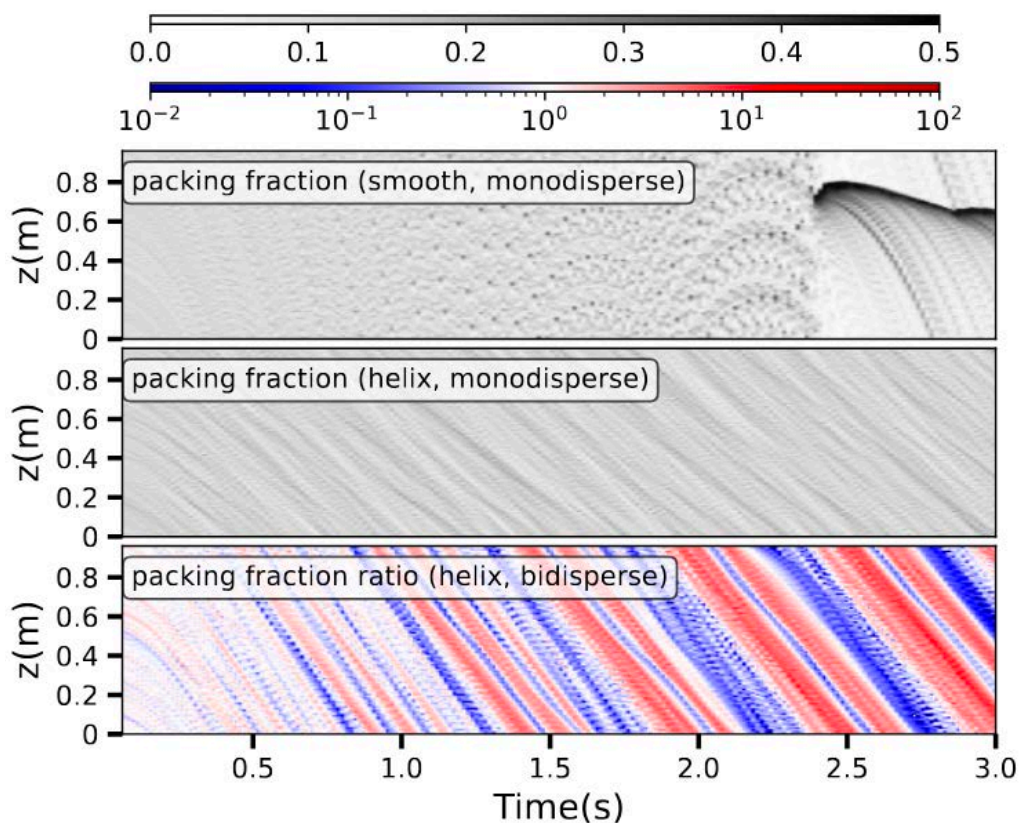 0.0 0.1 0.2 0.3 0.4 0.5
10^-2 10^-1 10^0 10^1 10^2
packing fraction (smooth, monodisperse)
z(m)
0.8
0.6
0.4
0.2
0
packing fraction (helix, monodisperse)
z(m)
0.8
0.6
0.4
0.2
0
packing fraction ratio (helix, bidisperse)
z(m)
0.8
0.6
0.4
0.2
0
0.5 1.0 1.5 2.0 2.5 3.0
Time(s)